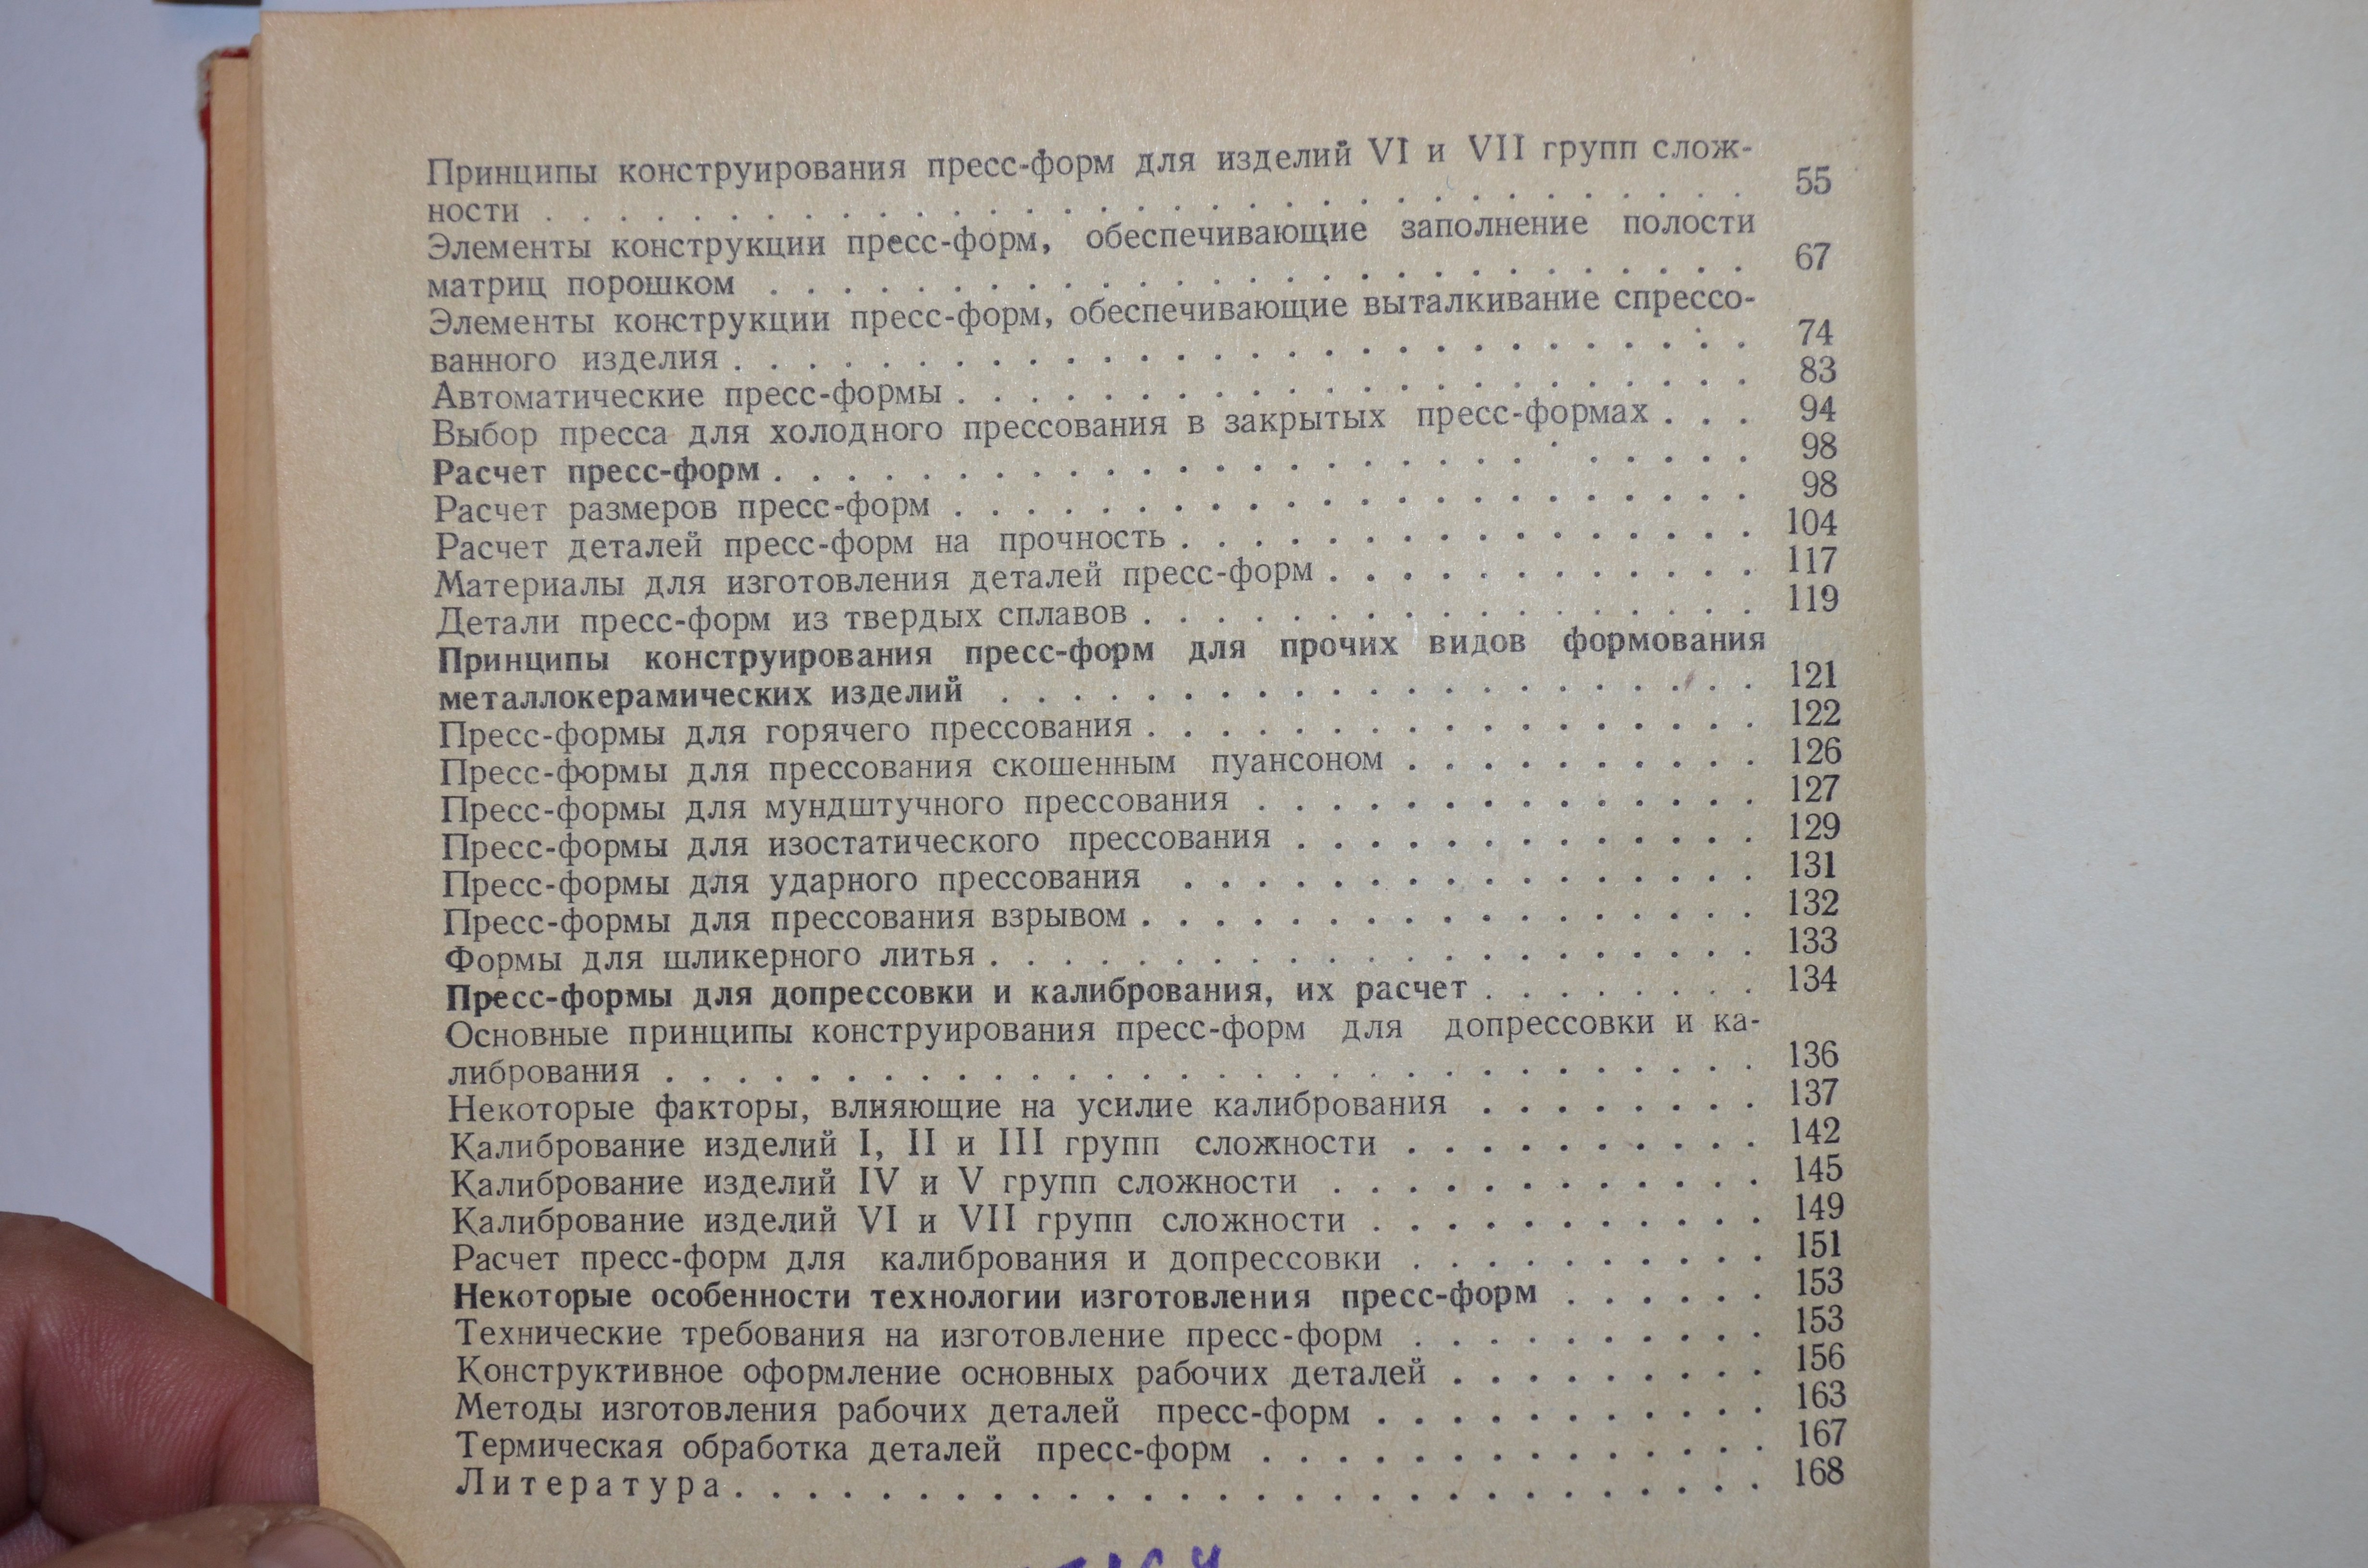 Принципы конструирования пресс-форм для изделий VI и VII групп слож-
ности . . . . . . . . . . . . . . . . . . . . . . . . . . . . . . . . . 55
Элементы конструкции пресс-форм, обеспечивающие заполнение полости
матриц порошком . . . . . . . . . . . . . . . . . . . . . . . . . . . 67
Элементы конструкции пресс-форм, обеспечивающие выталкивание спрессо-
ванного изделия . . . . . . . . . . . . . . . . . . . . . . . . . . . . 74
Автоматические пресс-формы . . . . . . . . . . . . . . . . . . . . . . 83
Выбор пресса для холодного прессования в закрытых пресс-формах . . . 94
Расчет пресс-форм . . . . . . . . . . . . . . . . . . . . . . . . . . . 98
Расчет размеров пресс-форм . . . . . . . . . . . . . . . . . . . . . . 98
Расчет деталей пресс-форм на прочность . . . . . . . . . . . . . . . . 104
Материалы для изготовления деталей пресс-форм . . . . . . . . . . . . 117
Детали пресс-форм из твердых сплавов . . . . . . . . . . . . . . . . . 119
Принципы конструирования пресс-форм для прочих видов формования
металлокерамических изделий . . . . . . . . . . . . . . . . . . . . . 121
Пресс-формы для горячего прессования . . . . . . . . . . . . . . . . . 122
Пресс-формы для прессования скошенным пуансоном . . . . . . . . . . 126
Пресс-формы для мундштучного прессования . . . . . . . . . . . . . . 127
Пресс-формы для изостатического прессования . . . . . . . . . . . . . 129
Пресс-формы для ударного прессования . . . . . . . . . . . . . . . . 131
Пресс-формы для прессования взрывом . . . . . . . . . . . . . . . . . 132
Формы для шликерного литья . . . . . . . . . . . . . . . . . . . . . 133
Пресс-формы для допрессовки и калибрования, их расчет . . . . . . . . 134
Основные принципы конструирования пресс-форм для допрессовки и ка-
либрования . . . . . . . . . . . . . . . . . . . . . . . . . . . . . . 136
Некоторые факторы, влияющие на усилие калибрования . . . . . . . . 137
Калибрование изделий I, II и III групп сложности . . . . . . . . . . 142
Калибрование изделий IV и V групп сложности . . . . . . . . . . . . 145
Калибрование изделий VI и VII групп сложности . . . . . . . . . . . 149
Расчет пресс-форм для калибрования и допрессовки . . . . . . . . . . 151
Некоторые особенности технологии изготовления пресс-форм . . . . . . 153
Технические требования на изготовление пресс-форм . . . . . . . . . . 153
Конструктивное оформление основных рабочих деталей . . . . . . . . . 156
Методы изготовления рабочих деталей пресс-форм . . . . . . . . . . . 163
Термическая обработка деталей пресс-форм . . . . . . . . . . . . . . 167
Литература . . . . . . . . . . . . . . . . . . . . . . . . . . . . 168